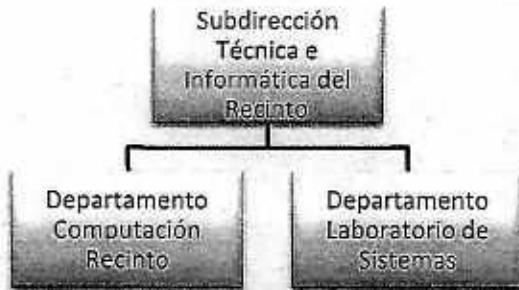 Subdirección
Técnica e
Informática del
Recinto
Departamento
Computación
Recinto
Departamento
Laboratorio de
Sistemas